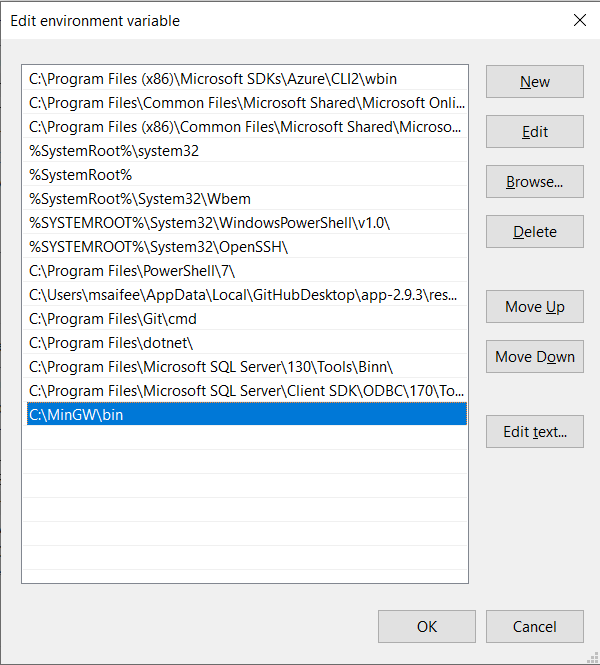 Edit environment variable
C:\Program Files (x86)\Microsoft SDKs\Azure\CLI2\wbin
C:\Program Files\Common Files\Microsoft Shared\Microsoft Onli...
C:\Program Files (x86)\Common Files\Microsoft Shared\Microso...
%SystemRoot%\system32
%SystemRoot%
%SystemRoot%\System32\Wbem
%SYSTEMROOT%\System32\WindowsPowerShell\v1.0\
%SYSTEMROOT%\System32\OpenSSH\
C:\Program Files\PowerShell\7\
C:\Users\msaifee\AppData\Local\GitHubDesktop\app-2.9.3\res...
C:\Program Files\Git\cmd
C:\Program Files\dotnet\
C:\Program Files\Microsoft SQL Server\130\Tools\Binn\
C:\Program Files\Microsoft SQL Server\Client SDK\ODBC\170\To...
C:\MinGW\bin
New
Edit
Browse...
Delete
Move Up
Move Down
Edit text...
OK
Cancel